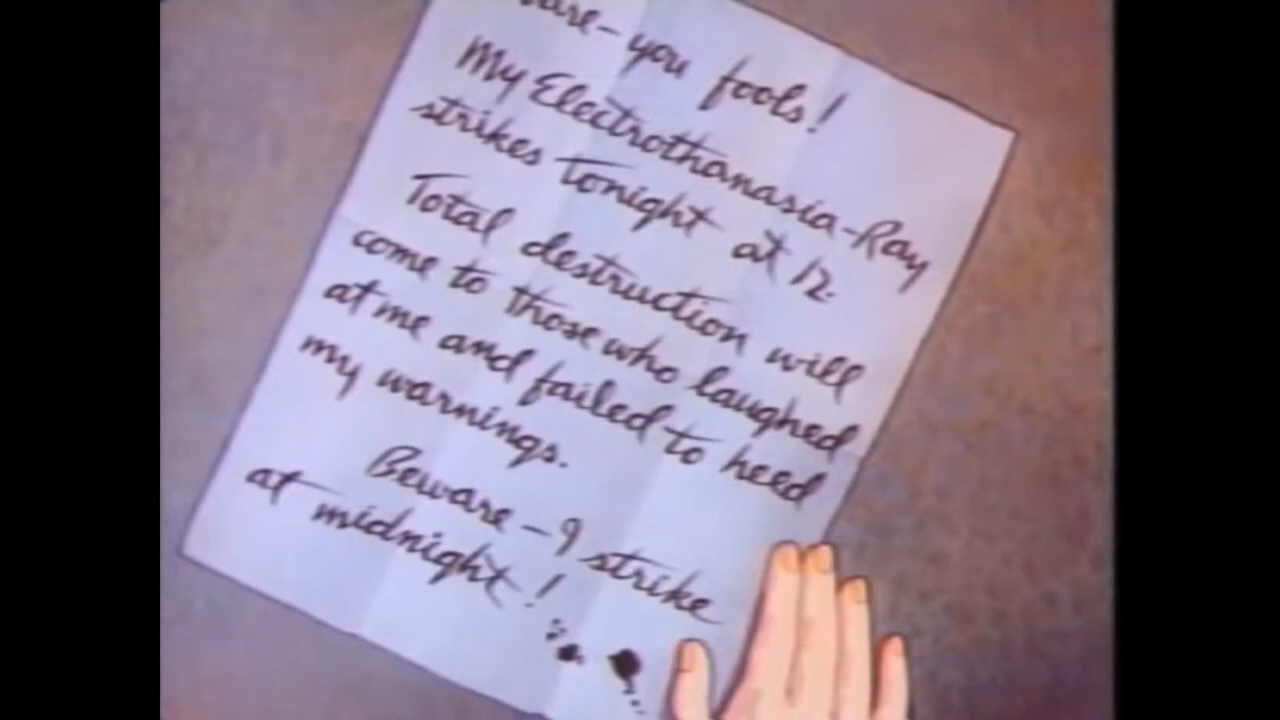 ware - you fools!
My Electrothanasia-Ray
strikes tonight at 12.
Total destruction will
come to those who laughed
at me and failed to heed
my warnings.
Beware - I strike
at midnight!